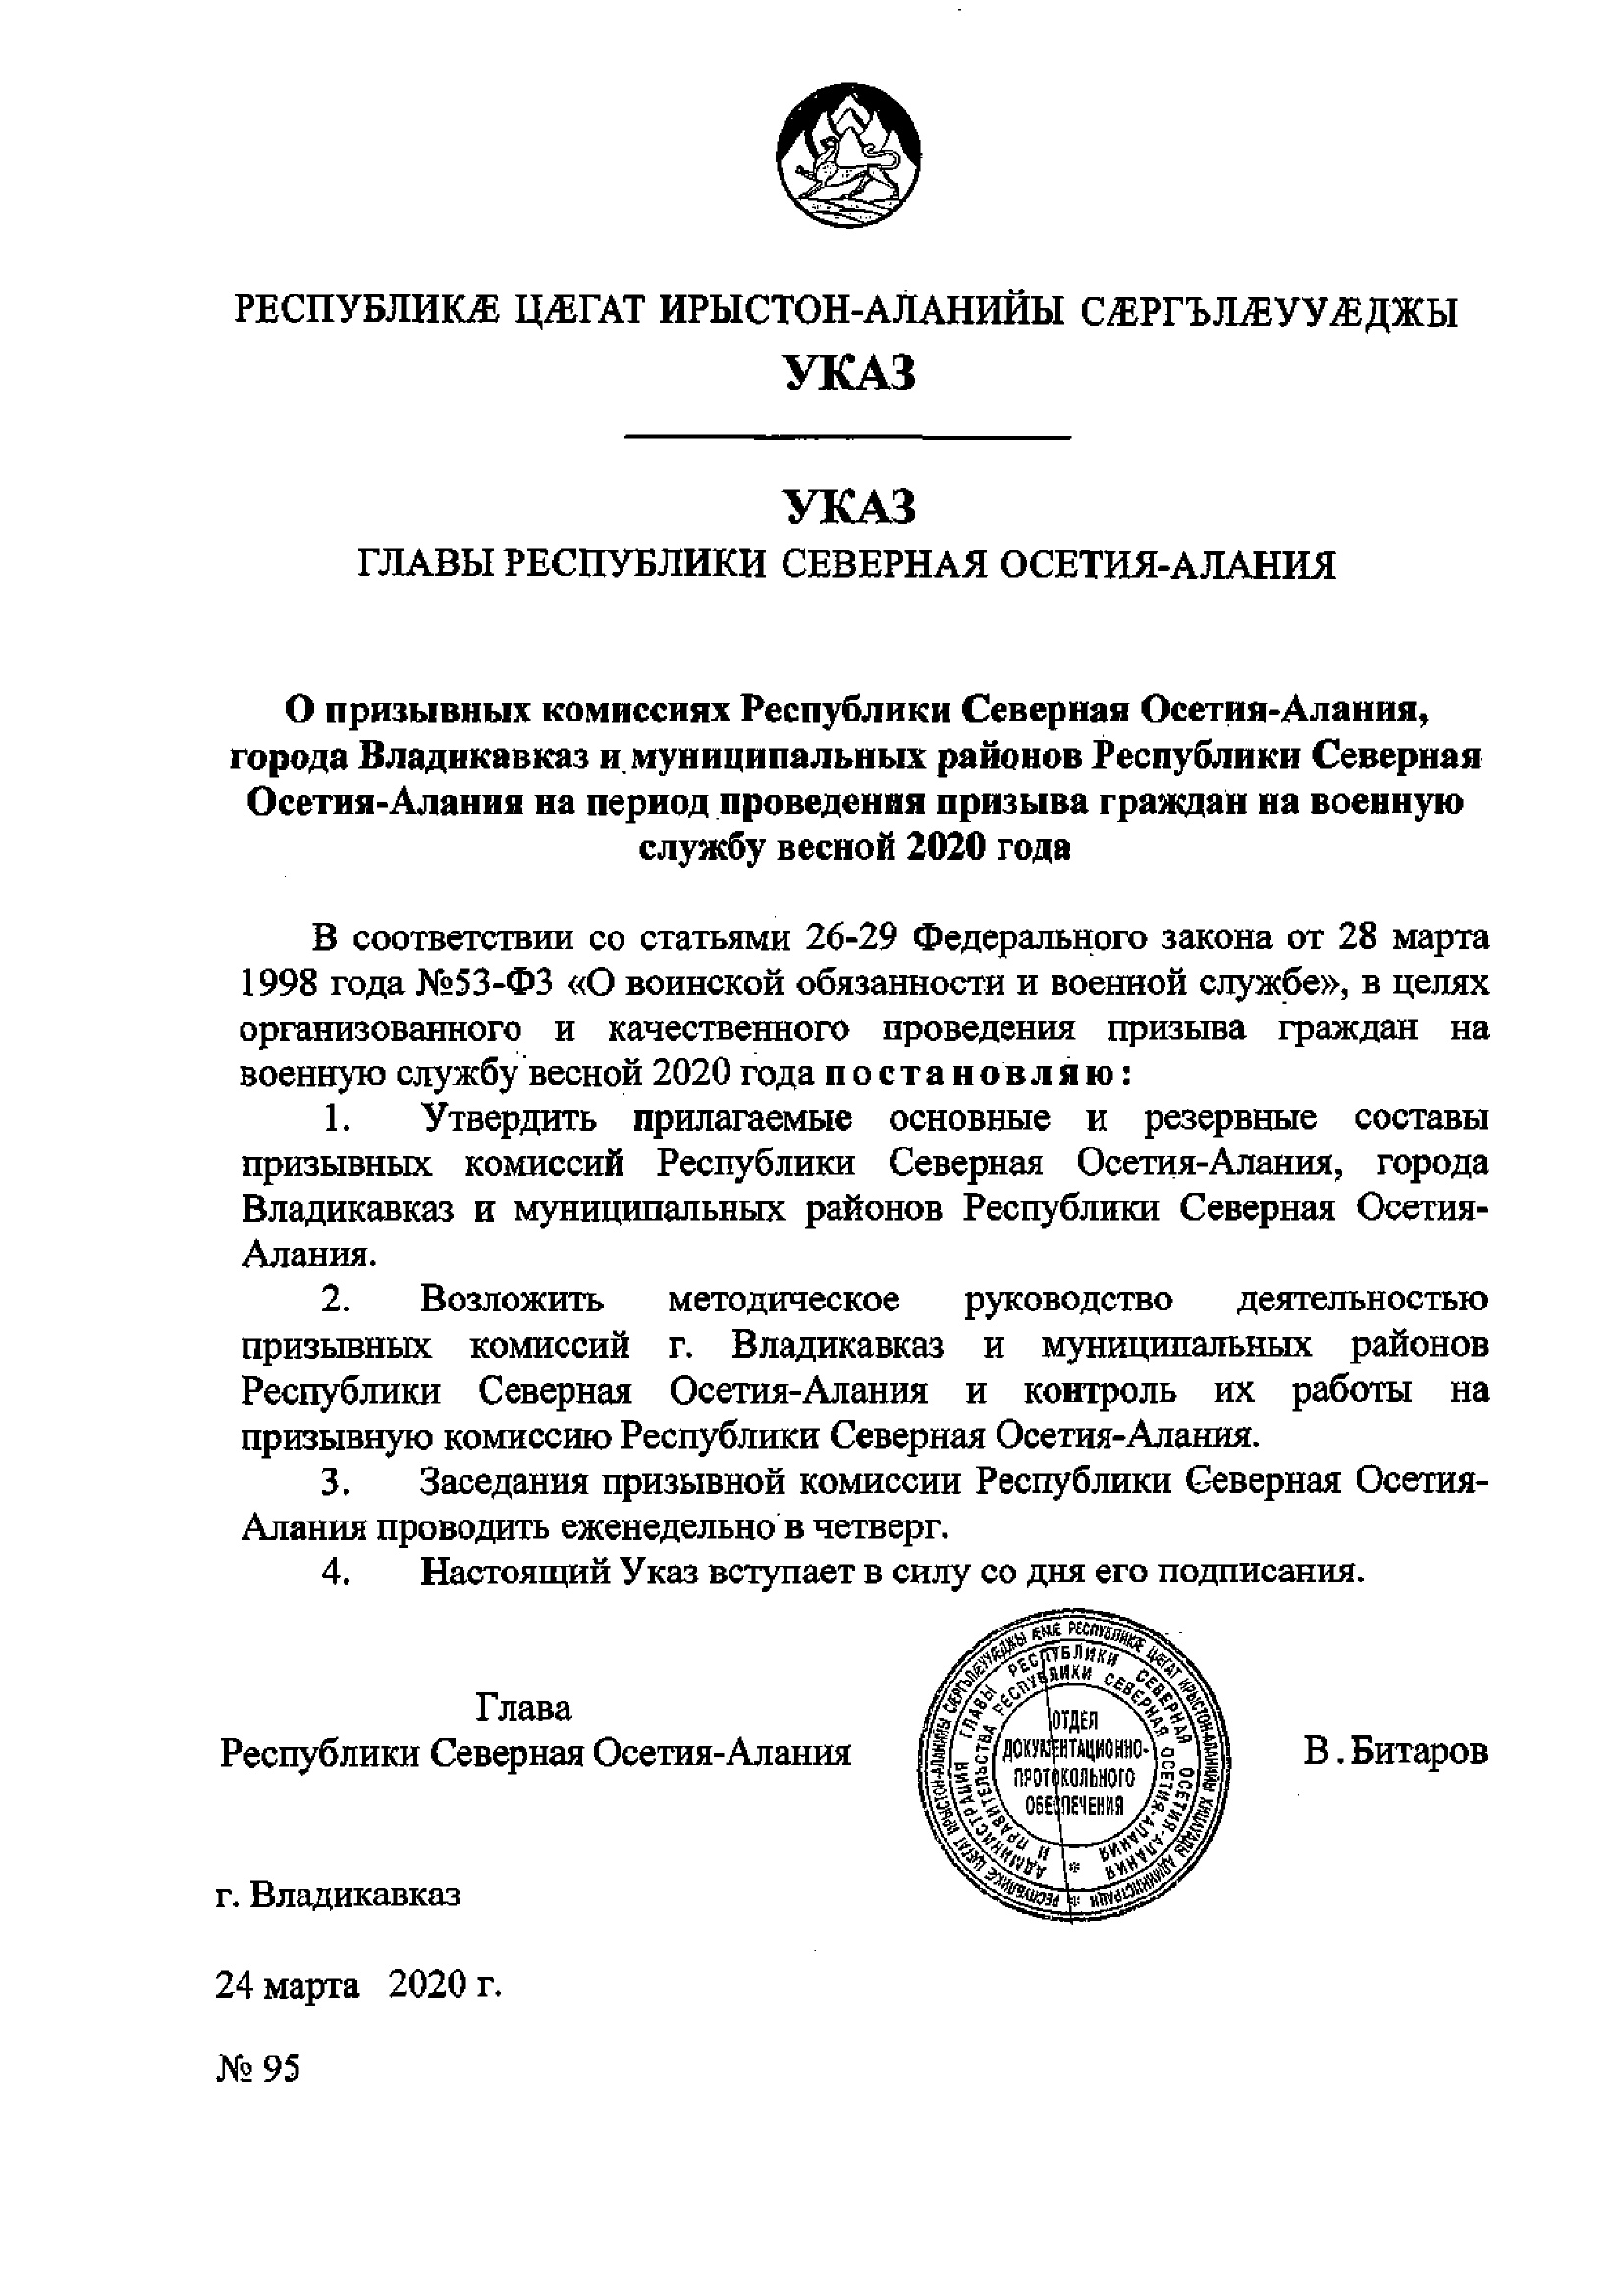 РЕСПУБЛИКÆ ЦÆГАТ ИРЫСТОН-АЛАНИЙЫ СÆРГЪЛÆУУÆДЖЫ
УКАЗ
УКАЗ
ГЛАВЫ РЕСПУБЛИКИ СЕВЕРНАЯ ОСЕТИЯ-АЛАНИЯ
О призывных комиссиях Республики Северная Осетия-Алания,
города Владикавказ и муниципальных районов Республики Северная
Осетия-Алания на период проведения призыва граждан на военную
службу весной 2020 года
В соответствии со статьями 26-29 Федерального закона от 28 марта
1998 года №53-ФЗ «О воинской обязанности и военной службе», в целях
организованного и качественного проведения призыва граждан на
военную службу весной 2020 года постановляю:
1. Утвердить прилагаемые основные и резервные составы
призывных комиссий Республики Северная Осетия-Алания, города
Владикавказ и муниципальных районов Республики Северная Осетия-
Алания.
2. Возложить методическое руководство деятельностью
призывных комиссий г. Владикавказ и муниципальных районов
Республики Северная Осетия-Алания и контроль их работы на
призывную комиссию Республики Северная Осетия-Алания.
3. Заседания призывной комиссии Республики Северная Осетия-
Алания проводить еженедельно в четверг.
4. Настоящий Указ вступает в силу со дня его подписания.
Глава
Республики Северная Осетия-Алания
В.Битаров
РЕСПУБЛИКÆ ЦÆГАТ ИРЫСТОН-АЛАНИЙЫ СÆРГЪЛÆУУÆДЖЫ ÆМÆ РЕСПУБЛИКÆ ЦÆГАТ ИРЫСТОН-АЛАНИЙЫ ХИЦАУАДЫ АДМИНИСТРАЦИ
АДМИНИСТРАЦИЯ ГЛАВЫ РЕСПУБЛИКИ СЕВЕРНАЯ ОСЕТИЯ-АЛАНИЯ
И ПРАВИТЕЛЬСТВА РЕСПУБЛИКИ СЕВЕРНАЯ ОСЕТИЯ-АЛАНИЯ
ОТДЕЛ
ДОКУМЕНТАЦИОННО-
ПРОТОКОЛЬНОГО
ОБЕСПЕЧЕНИЯ
г. Владикавказ
24 марта 2020 г.
№ 95